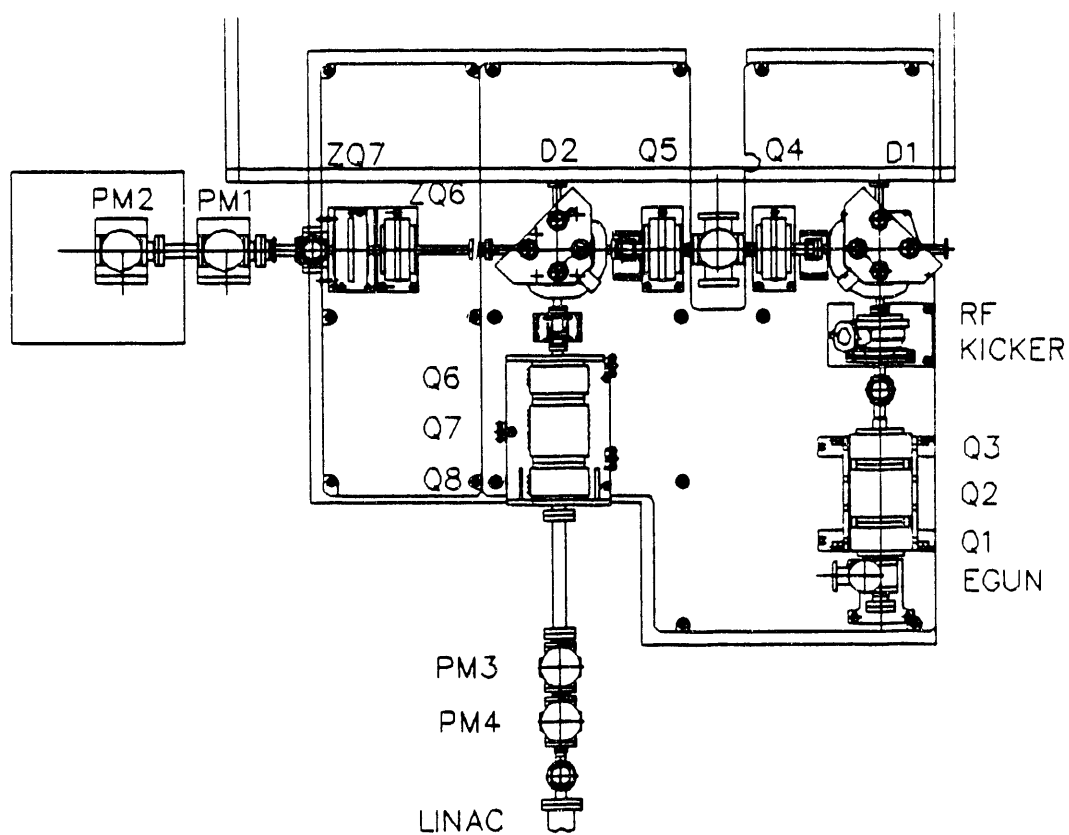 ZQ7
D2
Q5
Q4
D1
PM2
PM1
ZQ6
RF
KICKER
Q6
Q7
Q8
Q3
Q2
Q1
EGUN
PM3
PM4
LINAC